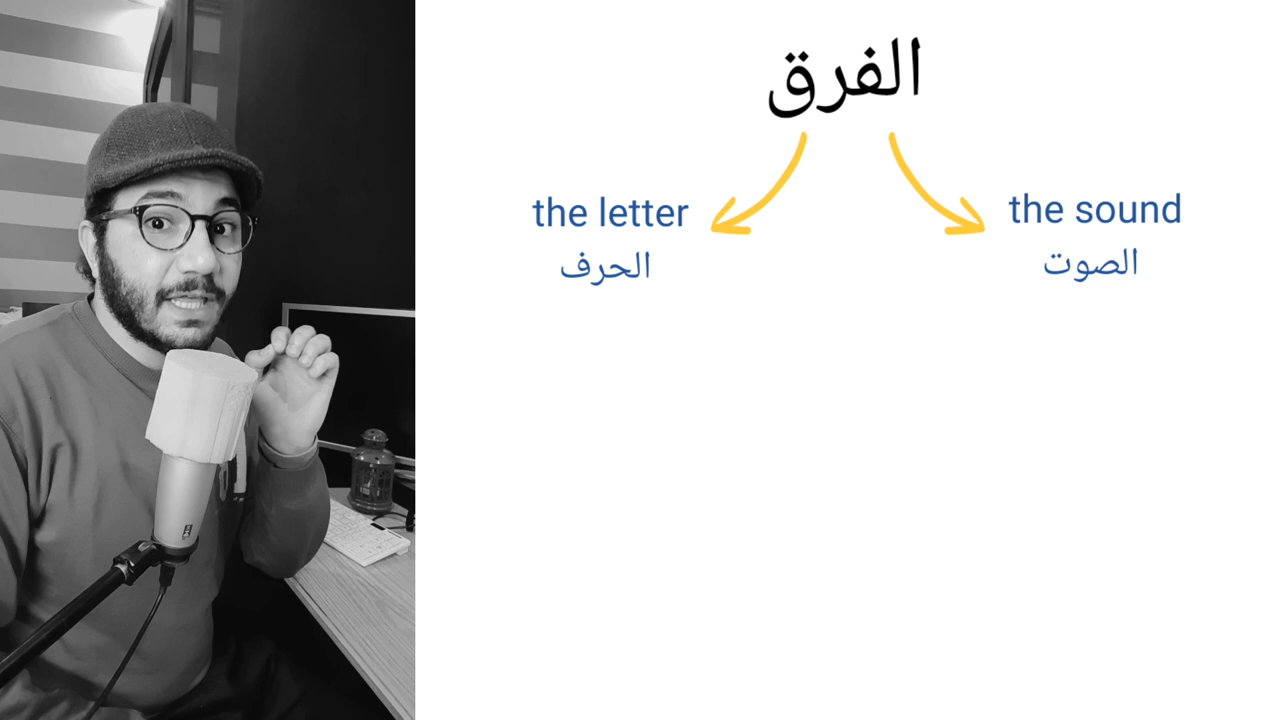 الفرق
the letter
الحرف
the sound
الصوت